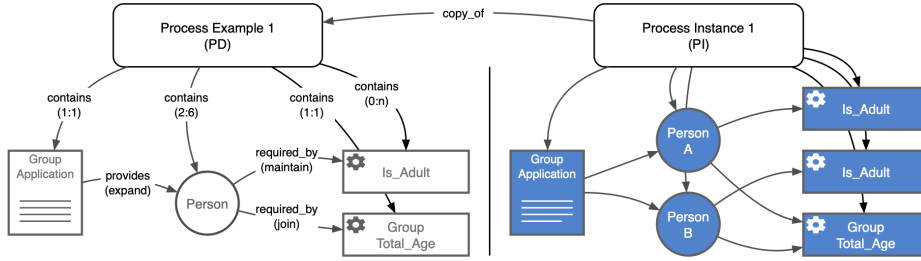 Process Example 1
(PD)
copy_of
Process Instance 1
(PI)
contains
(1:1)
contains
(2:6)
contains
(1:1)
contains
(0:n)
Group
Application
provides
(expand)
Person
required_by
(maintain)
required_by
(join)
Is_Adult
Group
Total_Age
Group
Application
Person
A
Person
B
Is_Adult
Is_Adult
Group
Total_Age